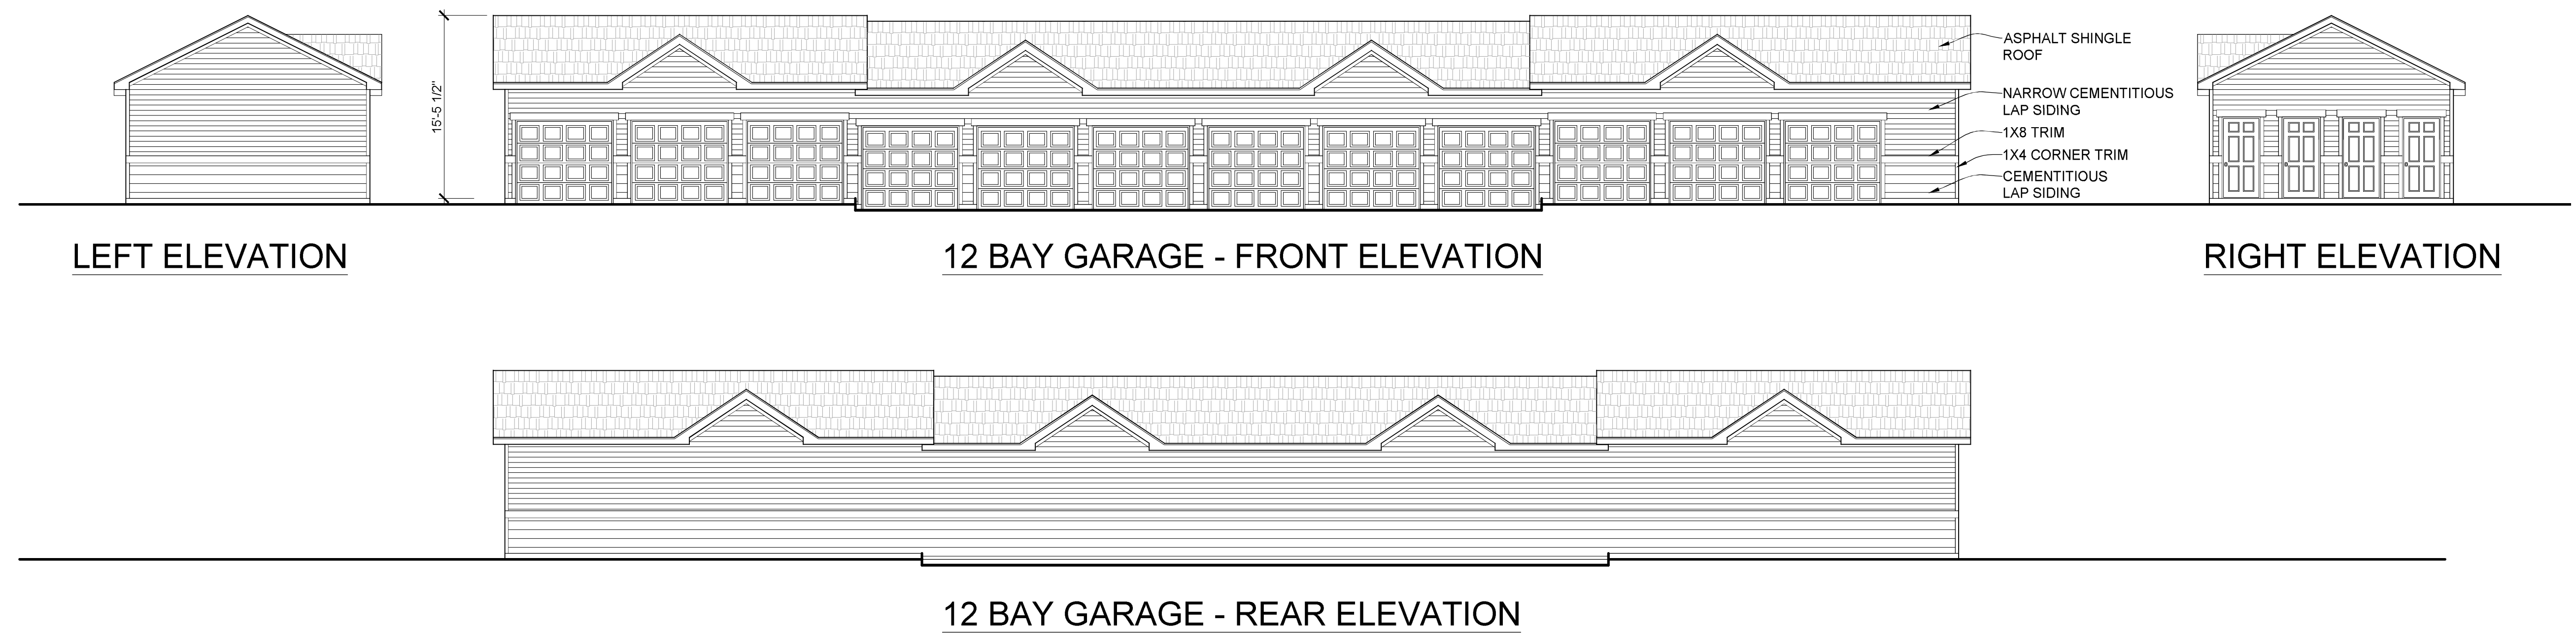 15'-5 1/2"
ASPHALT SHINGLE
ROOF
NARROW CEMENTITIOUS
LAP SIDING
1X8 TRIM
1X4 CORNER TRIM
CEMENTITIOUS
LAP SIDING
LEFT ELEVATION
12 BAY GARAGE - FRONT ELEVATION
RIGHT ELEVATION
12 BAY GARAGE - REAR ELEVATION